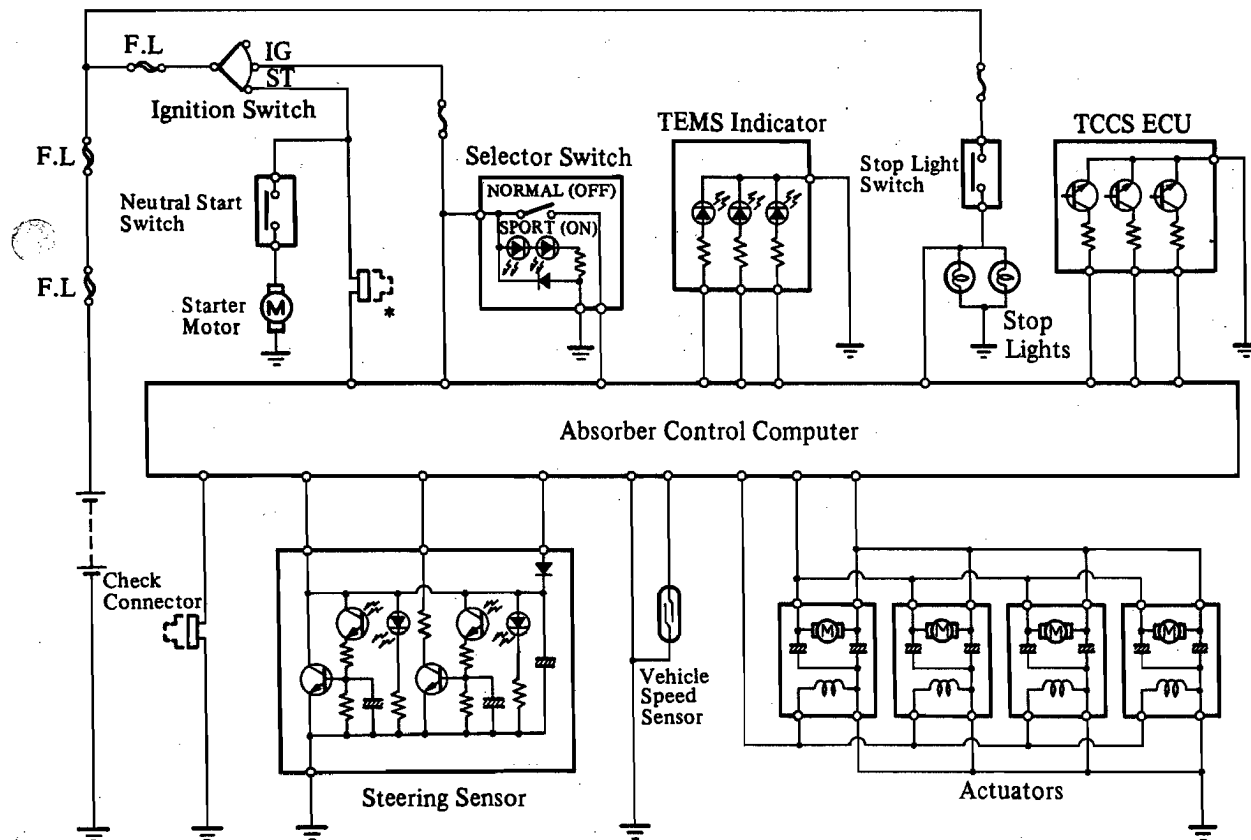 F.L
IG
ST
Ignition Switch
F.L
F.L
Neutral Start
Switch
Starter
Motor
M
*
Selector Switch
NORMAL (OFF)
SPORT (ON)
TEMS Indicator
Stop Light
Switch
Stop
Lights
TCCS ECU
Absorber Control Computer
Check
Connector
Steering Sensor
Vehicle
Speed
Sensor
M
M
M
M
Actuators